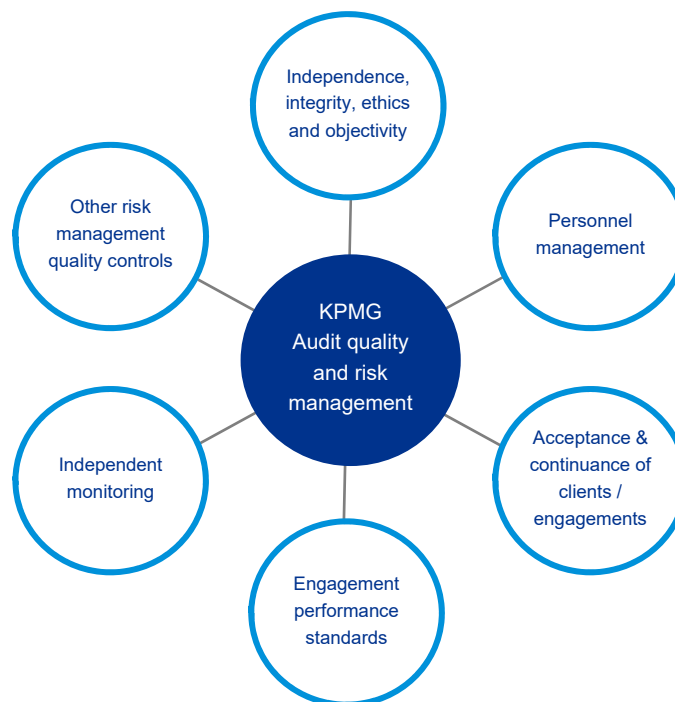 Independence,
integrity, ethics
and objectivity
Other risk
management
quality controls
Personnel
management
KPMG
Audit quality
and risk
management
Independent
monitoring
Acceptance &
continuance of
clients /
engagements
Engagement
performance
standards